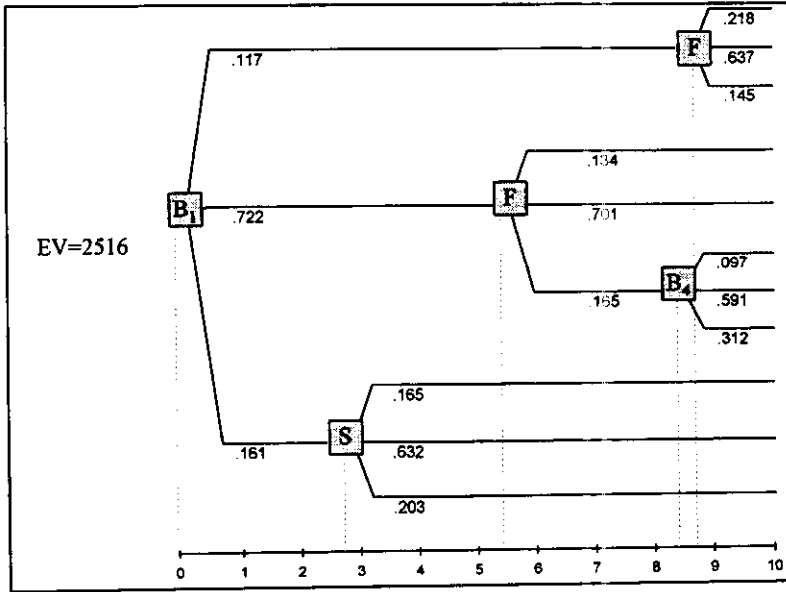 .218
F
.117
.637
.145
.134
B1
F
.722
.701
EV=2516
.097
B4
.165
.591
.312
.165
S
.161
.632
.203
0 1 2 3 4 5 6 7 8 9 10